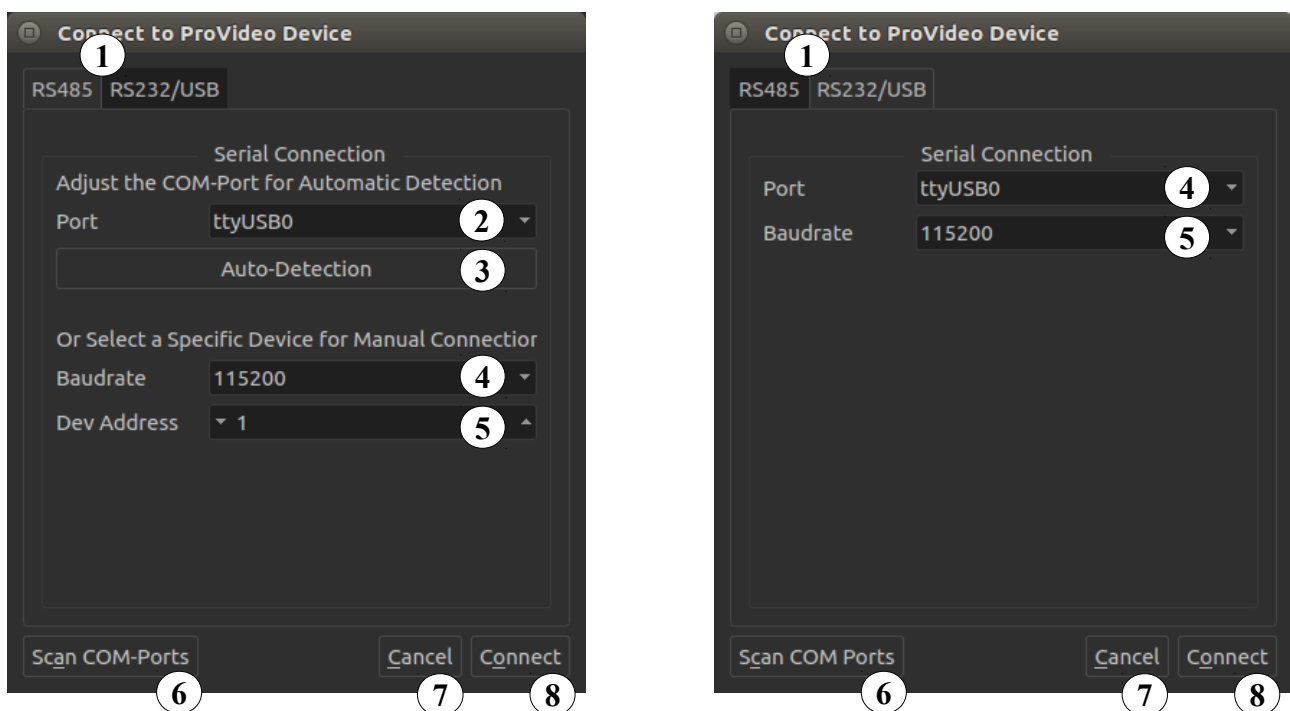 Connect to ProVideo Device
1
RS485 RS232/USB
Serial Connection
Adjust the COM-Port for Automatic Detection
Port ttyUSB0 2
Auto-Detection 3
Or Select a Specific Device for Manual Connection
Baudrate 115200 4
Dev Address 1 5
Scan COM-Ports Cancel Connect
6 7 8
Connect to ProVideo Device
1
RS485 RS232/USB
Serial Connection
Port ttyUSB0 4
Baudrate 115200 5
Scan COM Ports Cancel Connect
6 7 8